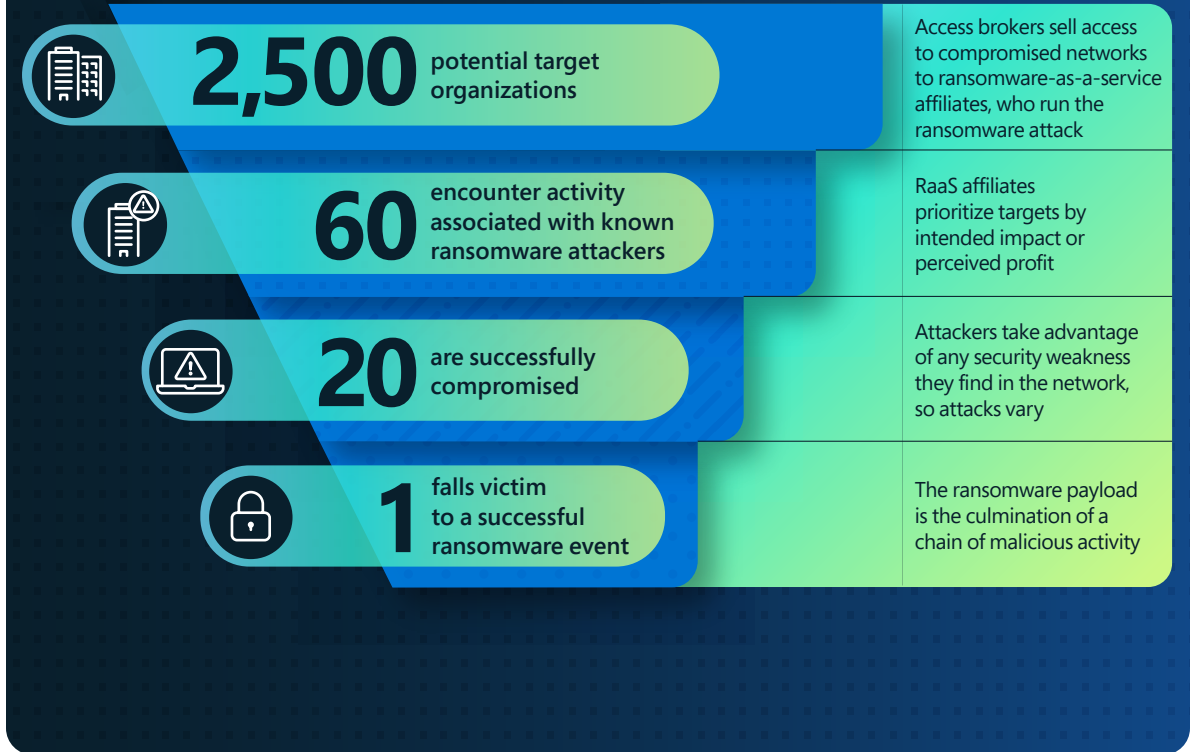 2,500
potential target
organizations
Access brokers sell access
to compromised networks
to ransomware-as-a-service
affiliates, who run the
ransomware attack
60
encounter activity
associated with known
ransomware attackers
RaaS affiliates
prioritize targets by
intended impact or
perceived profit
20
are successfully
compromised
Attackers take advantage
of any security weakness
they find in the network,
so attacks vary
1
falls victim
to a successful
ransomware event
The ransomware payload
is the culmination of a
chain of malicious activity